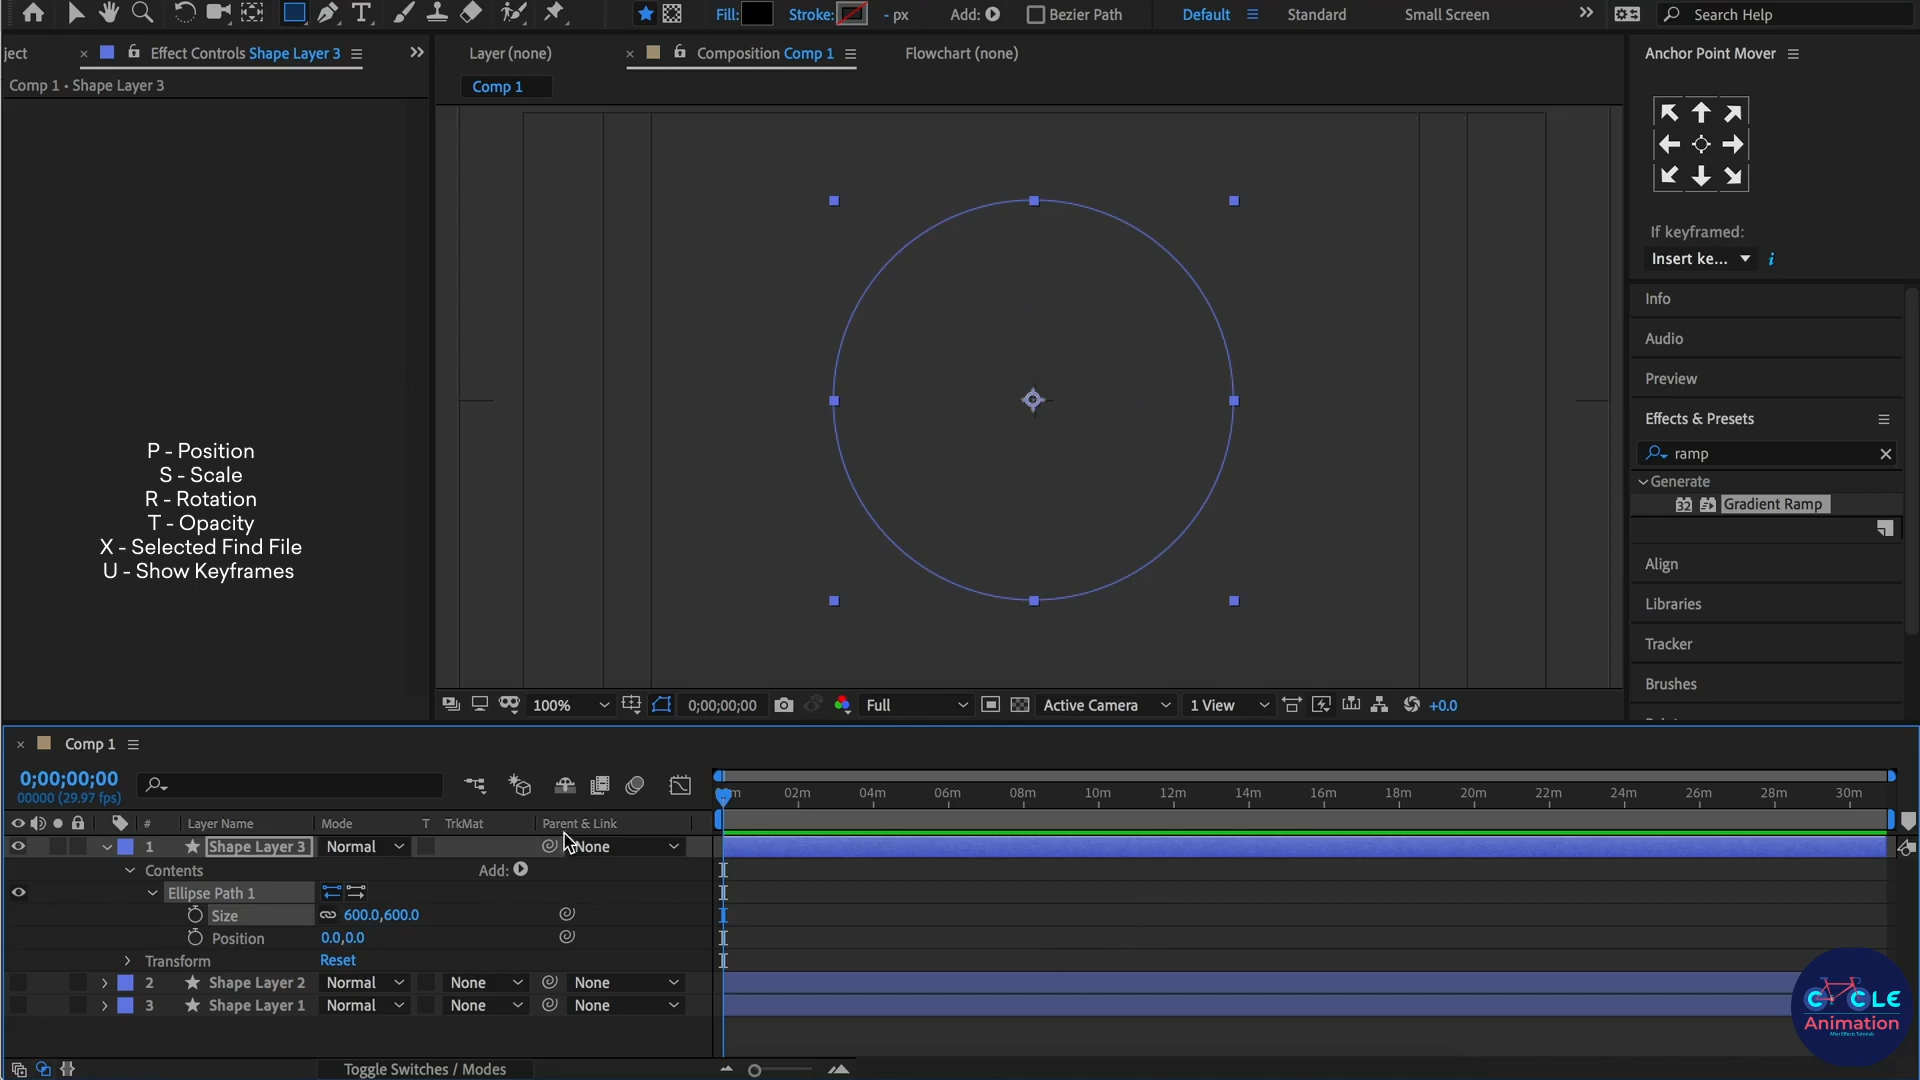 Fill:
Stroke:
- px
Add:
Bezier Path
Default
Standard
Small Screen
Search Help
ject
Effect Controls Shape Layer 3
Layer (none)
Composition Comp 1
Flowchart (none)
Anchor Point Mover
Comp 1 • Shape Layer 3
Comp 1
If keyframed:
Insert ke...
Info
Audio
Preview
Effects & Presets
ramp
Generate
32
Gradient Ramp
Align
Libraries
Tracker
Brushes
P - Position
S - Scale
R - Rotation
T - Opacity
X - Selected Find File
U - Show Keyframes
100%
0;00;00;00
Full
Active Camera
1 View
+0.0
Comp 1
0;00;00;00
00000 (29.97 fps)
02m 04m 06m 08m 10m 12m 14m 16m 18m 20m 22m 24m 26m 28m 30m
# Layer Name Mode T TrkMat Parent & Link
1 Shape Layer 3 Normal None
Contents Add:
Ellipse Path 1
Size 600.0,600.0
Position 0.0,0.0
Transform Reset
2 Shape Layer 2 Normal None None
3 Shape Layer 1 Normal None None
Toggle Switches / Modes
CYCLE
Animation
After Effects Tutorials